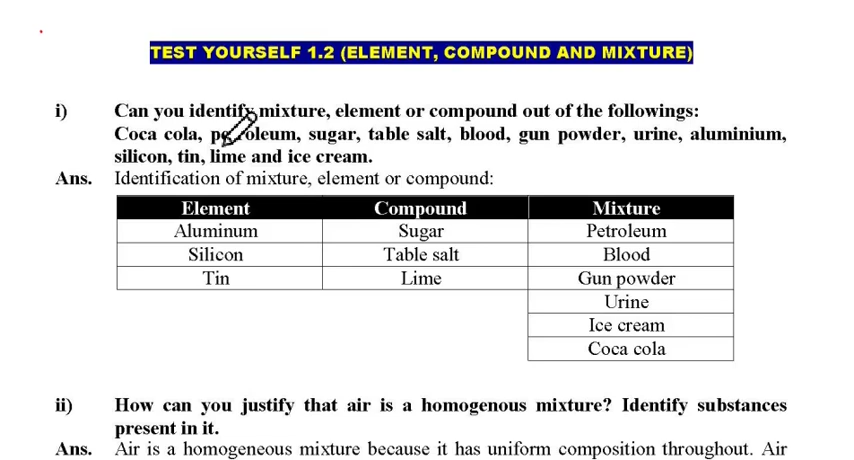 TEST YOURSELF 1.2 (ELEMENT, COMPOUND AND MIXTURE)
i) Can you identify mixture, element or compound out of the followings:
Coca cola, petroleum, sugar, table salt, blood, gun powder, urine, aluminium,
silicon, tin, lime and ice cream.
Ans. Identification of mixture, element or compound:
Element Compound Mixture
Aluminum Sugar Petroleum
Silicon Table salt Blood
Tin Lime Gun powder
Urine
Ice cream
Coca cola
ii) How can you justify that air is a homogenous mixture? Identify substances
present in it.
Ans. Air is a homogeneous mixture because it has uniform composition throughout. Air